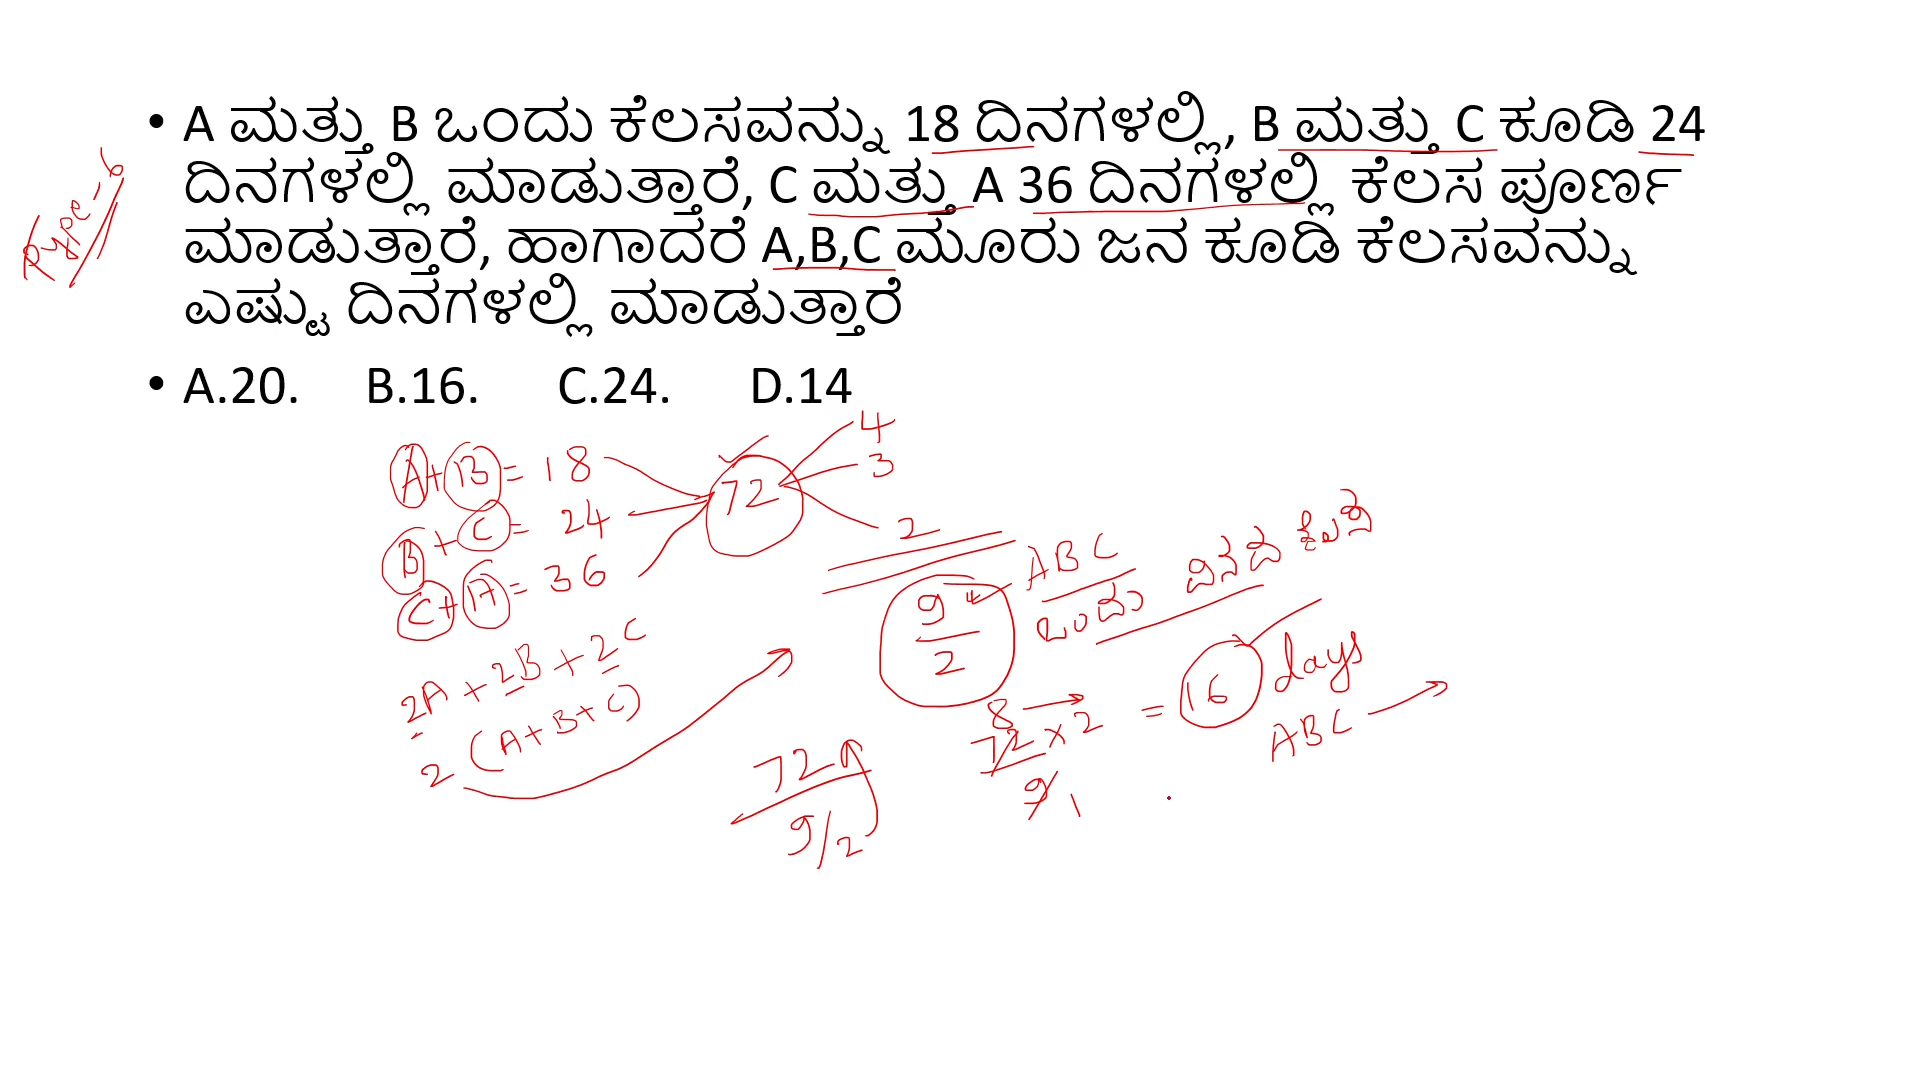 Type-6
• A ಮತ್ತು B ಒಂದು ಕೆಲಸವನ್ನು 18 ದಿನಗಳಲ್ಲಿ, B ಮತ್ತು C ಕೂಡಿ 24
ದಿನಗಳಲ್ಲಿ ಮಾಡುತ್ತಾರೆ, C ಮತ್ತು A 36 ದಿನಗಳಲ್ಲಿ ಕೆಲಸ ಪೂರ್ಣ
ಮಾಡುತ್ತಾರೆ, ಹಾಗಾದರೆ A,B,C ಮೂರು ಜನ ಕೂಡಿ ಕೆಲಸವನ್ನು
ಎಷ್ಟು ದಿನಗಳಲ್ಲಿ ಮಾಡುತ್ತಾರೆ
• A.20. B.16. C.24. D.14
A+B = 18
B+C = 24
C+A = 36
72
4
3
2
2A+2B+2C
2(A+B+C)
9/2
ABC
ಒಂದು ದಿನದ ಕೆಲಸ
72
9/2
8
72×2 = 16 days
9 1
ABC